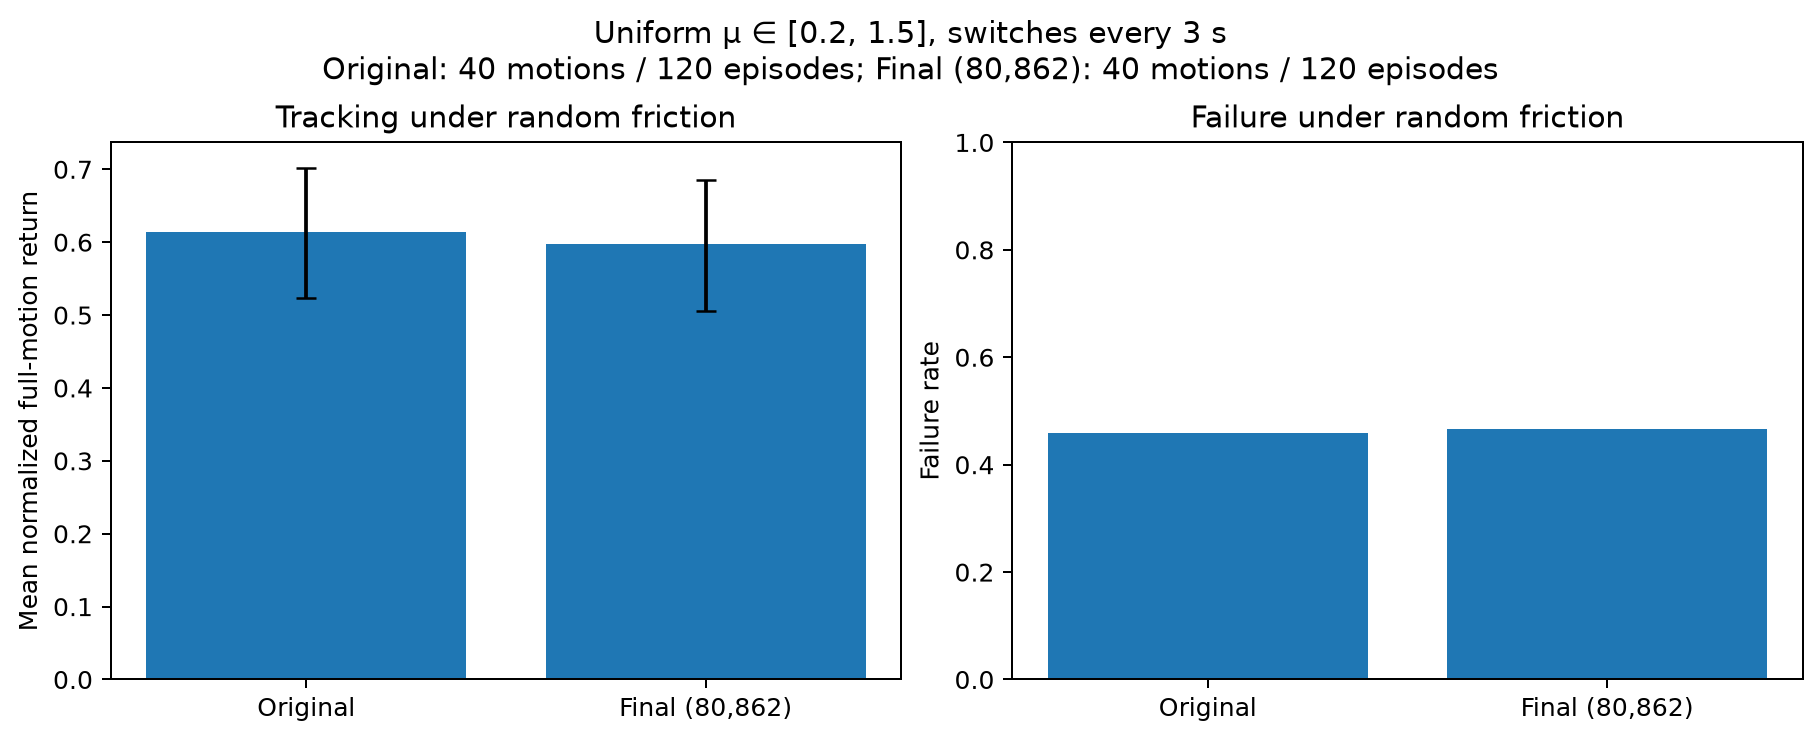 Uniform μ ∈ [0.2, 1.5], switches every 3 s
Original: 40 motions / 120 episodes; Final (80,862): 40 motions / 120 episodes
Tracking under random friction
Mean normalized full-motion return
0.7
0.6
0.5
0.4
0.3
0.2
0.1
0.0
Original
Final (80,862)
Failure under random friction
Failure rate
1.0
0.8
0.6
0.4
0.2
0.0
Original
Final (80,862)